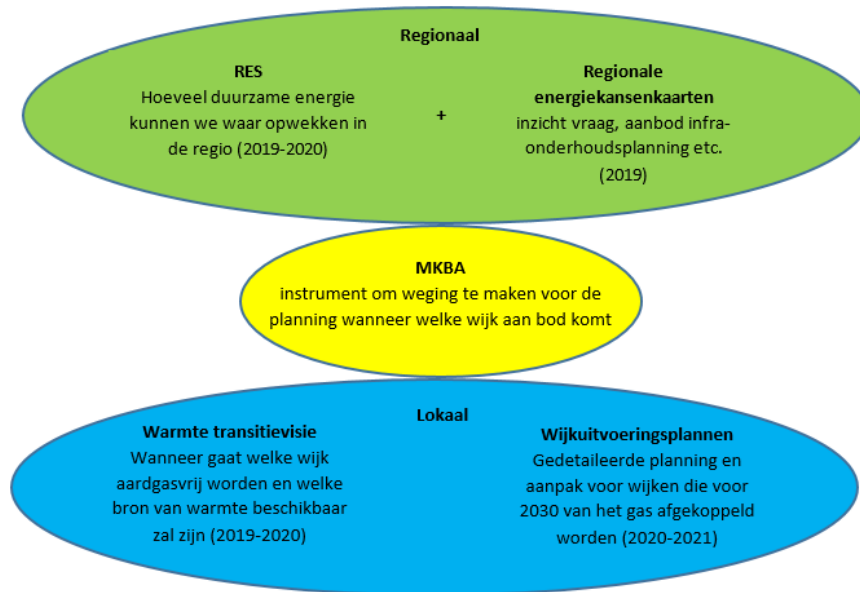 Regionaal
RES
Hoeveel duurzame energie
kunnen we waar opwekken in
de regio (2019-2020)
+
Regionale
energiekansenkaarten
inzicht vraag, aanbod infra-
onderhoudsplanning etc.
(2019)
MKBA
instrument om weging te maken voor de
planning wanneer welke wijk aan bod komt
Lokaal
Warmte transitievisie
Wanneer gaat welke wijk
aardgasvrij worden en welke
bron van warmte beschikbaar
zal zijn (2019-2020)
Wijkuitvoeringsplannen
Gedetaileerde planning en
aanpak voor wijken die voor
2030 van het gas afgekoppeld
worden (2020-2021)